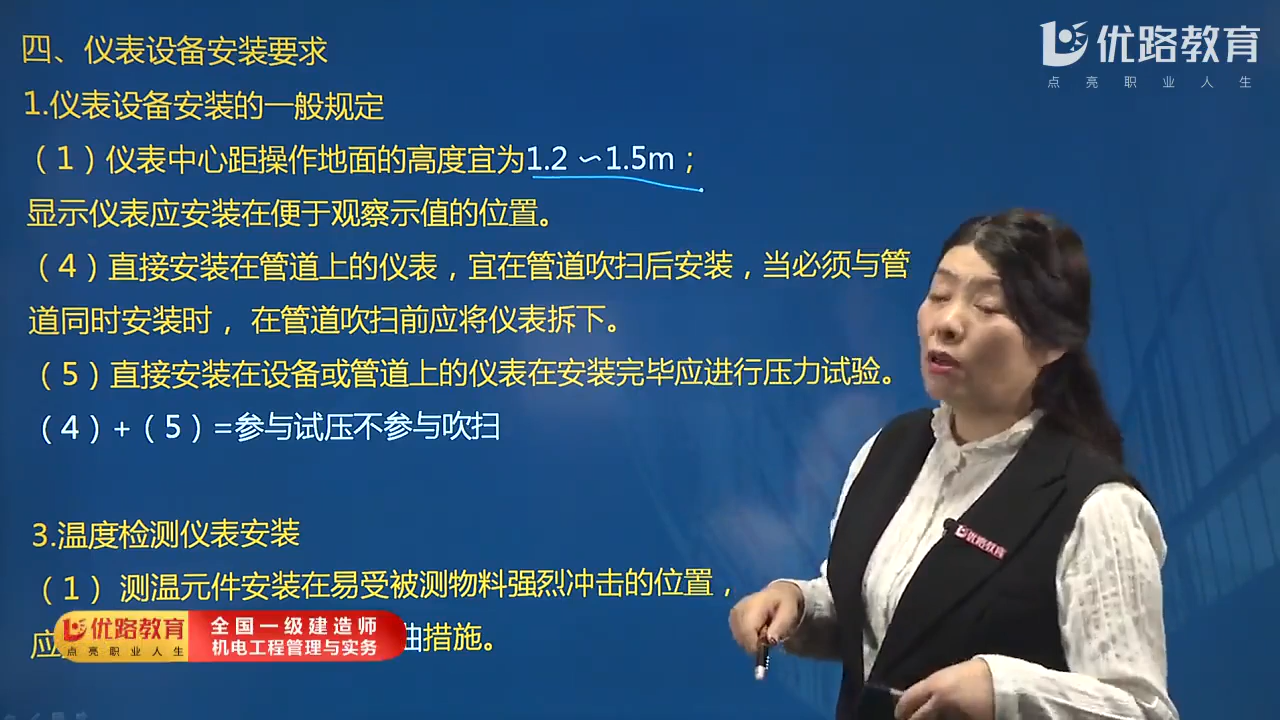 四、仪表设备安装要求
1.仪表设备安装的一般规定
（1）仪表中心距操作地面的高度宜为1.2～1.5m；
显示仪表应安装在便于观察示值的位置。
（4）直接安装在管道上的仪表，宜在管道吹扫后安装，当必须与管
道同时安装时， 在管道吹扫前应将仪表拆下。
（5）直接安装在设备或管道上的仪表在安装完毕应进行压力试验。
（4）+（5）=参与试压不参与吹扫
3.温度检测仪表安装
（1） 测温元件安装在易受被测物料强烈冲击的位置，
应
措施。
优路教育
点亮职业人生
优路教育
点亮职业人生
全国一级建造师
机电工程管理与实务
优路教育